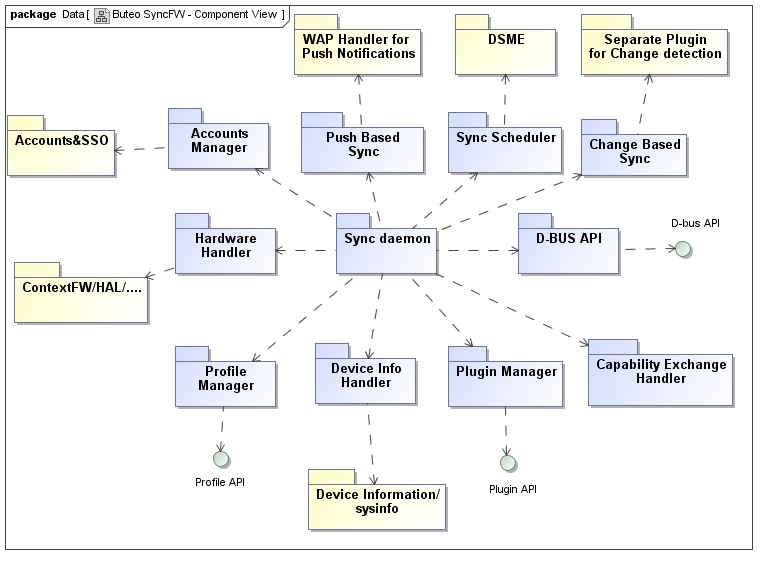 package Data [ Buteo SyncFW - Component View ]
WAP Handler for
Push Notifications
DSME
Separate Plugin
for Change detection
Accounts&SSO
Accounts
Manager
Push Based
Sync
Sync Scheduler
Change Based
Sync
Hardware
Handler
Sync daemon
D-BUS API
D-bus API
ContextFW/HAL/....
Profile
Manager
Device Info
Handler
Plugin Manager
Capability Exchange
Handler
Profile API
Plugin API
Device Information/
sysinfo